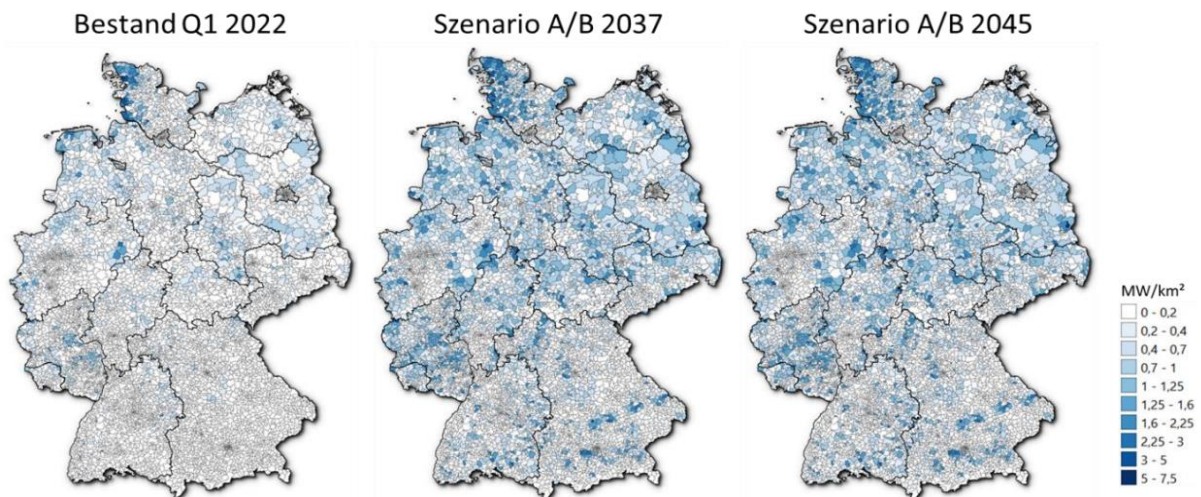 Bestand Q1 2022
Szenario A/B 2037
Szenario A/B 2045
MW/km²
0 - 0,2
0,2 - 0,4
0,4 - 0,7
0,7 - 1
1 - 1,25
1,25 - 1,6
1,6 - 2,25
2,25 - 3
3 - 5
5 - 7,5